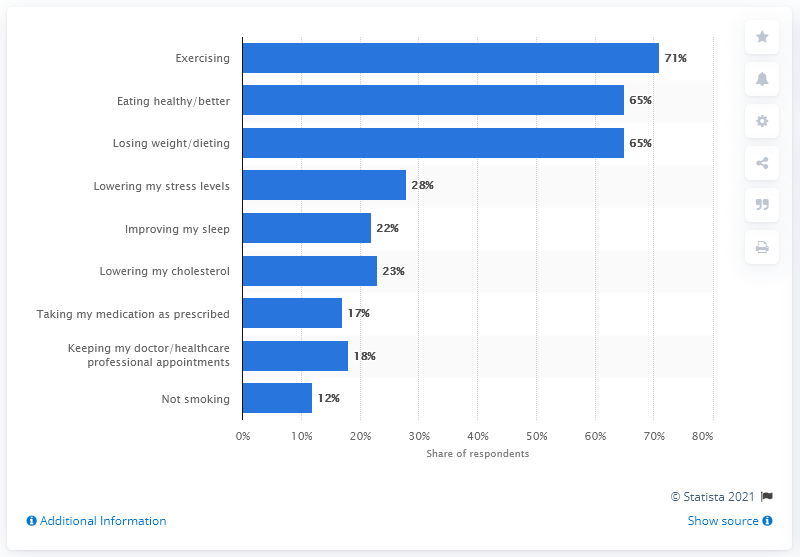 Exercising 71%
Eating healthy/better 65%
Losing weight/dieting 65%
Lowering my stress levels 28%
Improving my sleep 22%
Lowering my cholesterol 23%
Taking my medication as prescribed 17%
Keeping my doctor/healthcare
professional appointments 18%
Not smoking 12%
0% 10% 20% 30% 40% 50% 60% 70% 80%
Share of respondents
© Statista 2021
Additional Information
Show source